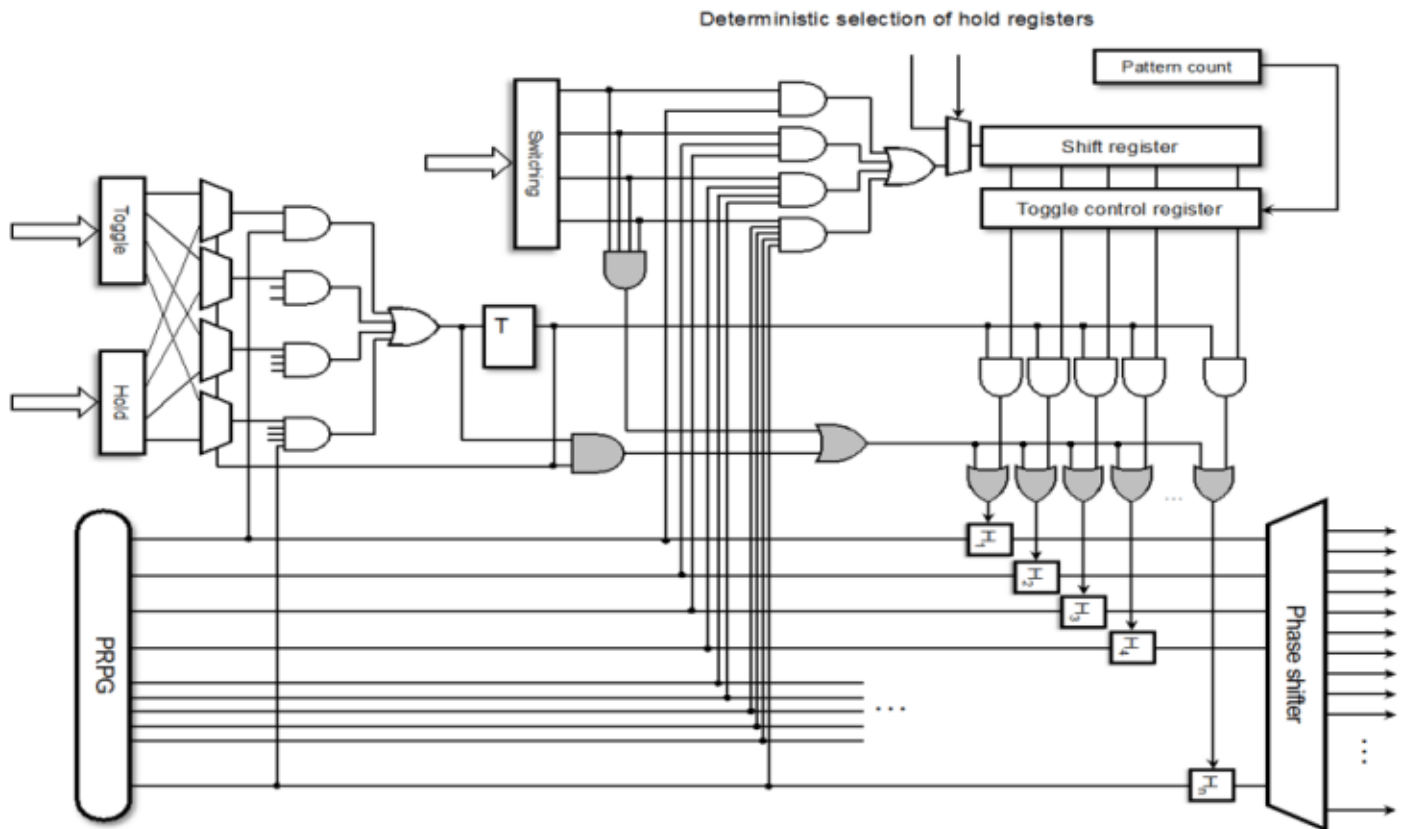 Deterministic selection of hold registers
Pattern count
Switching
Shift register
Toggle
Toggle control register
T
Hold
H1
H2
H3
H4
Hn
PRPG
Phase shifter
...
...
...